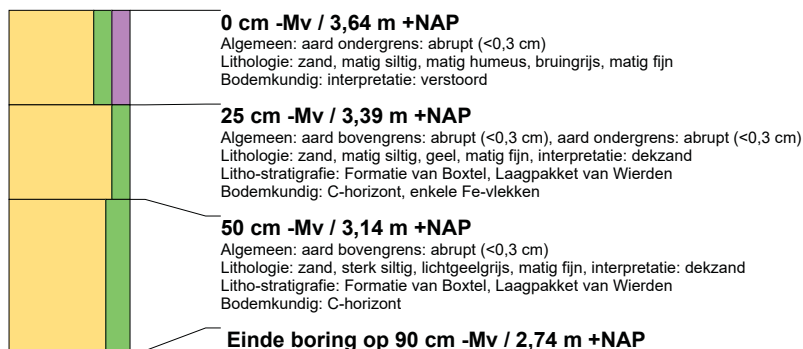 0 cm -Mv / 3,64 m +NAP
Algemeen: aard ondergrens: abrupt (<0,3 cm)
Lithologie: zand, matig siltig, matig humeus, bruingrijs, matig fijn
Bodemkundig: interpretatie: verstoord
25 cm -Mv / 3,39 m +NAP
Algemeen: aard bovengrens: abrupt (<0,3 cm), aard ondergrens: abrupt (<0,3 cm)
Lithologie: zand, matig siltig, geel, matig fijn, interpretatie: dekzand
Litho-stratigrafie: Formatie van Boxtel, Laagpakket van Wierden
Bodemkundig: C-horizont, enkele Fe-vlekken
50 cm -Mv / 3,14 m +NAP
Algemeen: aard bovengrens: abrupt (<0,3 cm)
Lithologie: zand, sterk siltig, lichtgeelgrijs, matig fijn, interpretatie: dekzand
Litho-stratigrafie: Formatie van Boxtel, Laagpakket van Wierden
Bodemkundig: C-horizont
Einde boring op 90 cm -Mv / 2,74 m +NAP